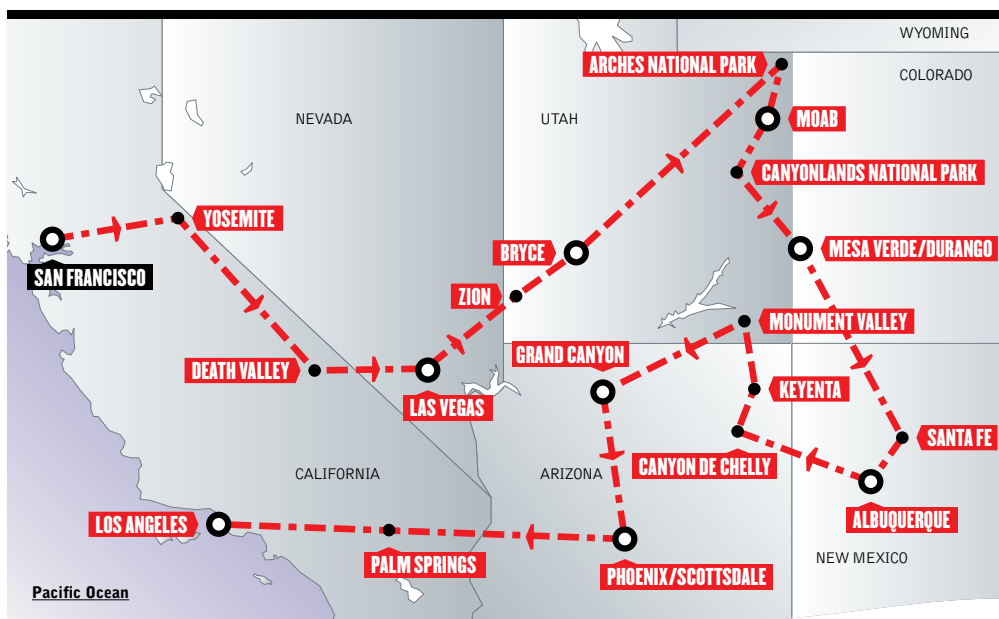 WYOMING
ARCHES NATIONAL PARK
COLORADO
NEVADA
UTAH
MOAB
CANYONLANDS NATIONAL PARK
YOSEMITE
BRYCE
MESA VERDE/DURANGO
SAN FRANCISCO
ZION
MONUMENT VALLEY
GRAND CANYON
DEATH VALLEY
KEYENTA
LAS VEGAS
SANTA FE
CANYON DE CHELLY
CALIFORNIA
ARIZONA
ALBUQUERQUE
LOS ANGELES
NEW MEXICO
PALM SPRINGS
PHOENIX/SCOTTSDALE
Pacific Ocean